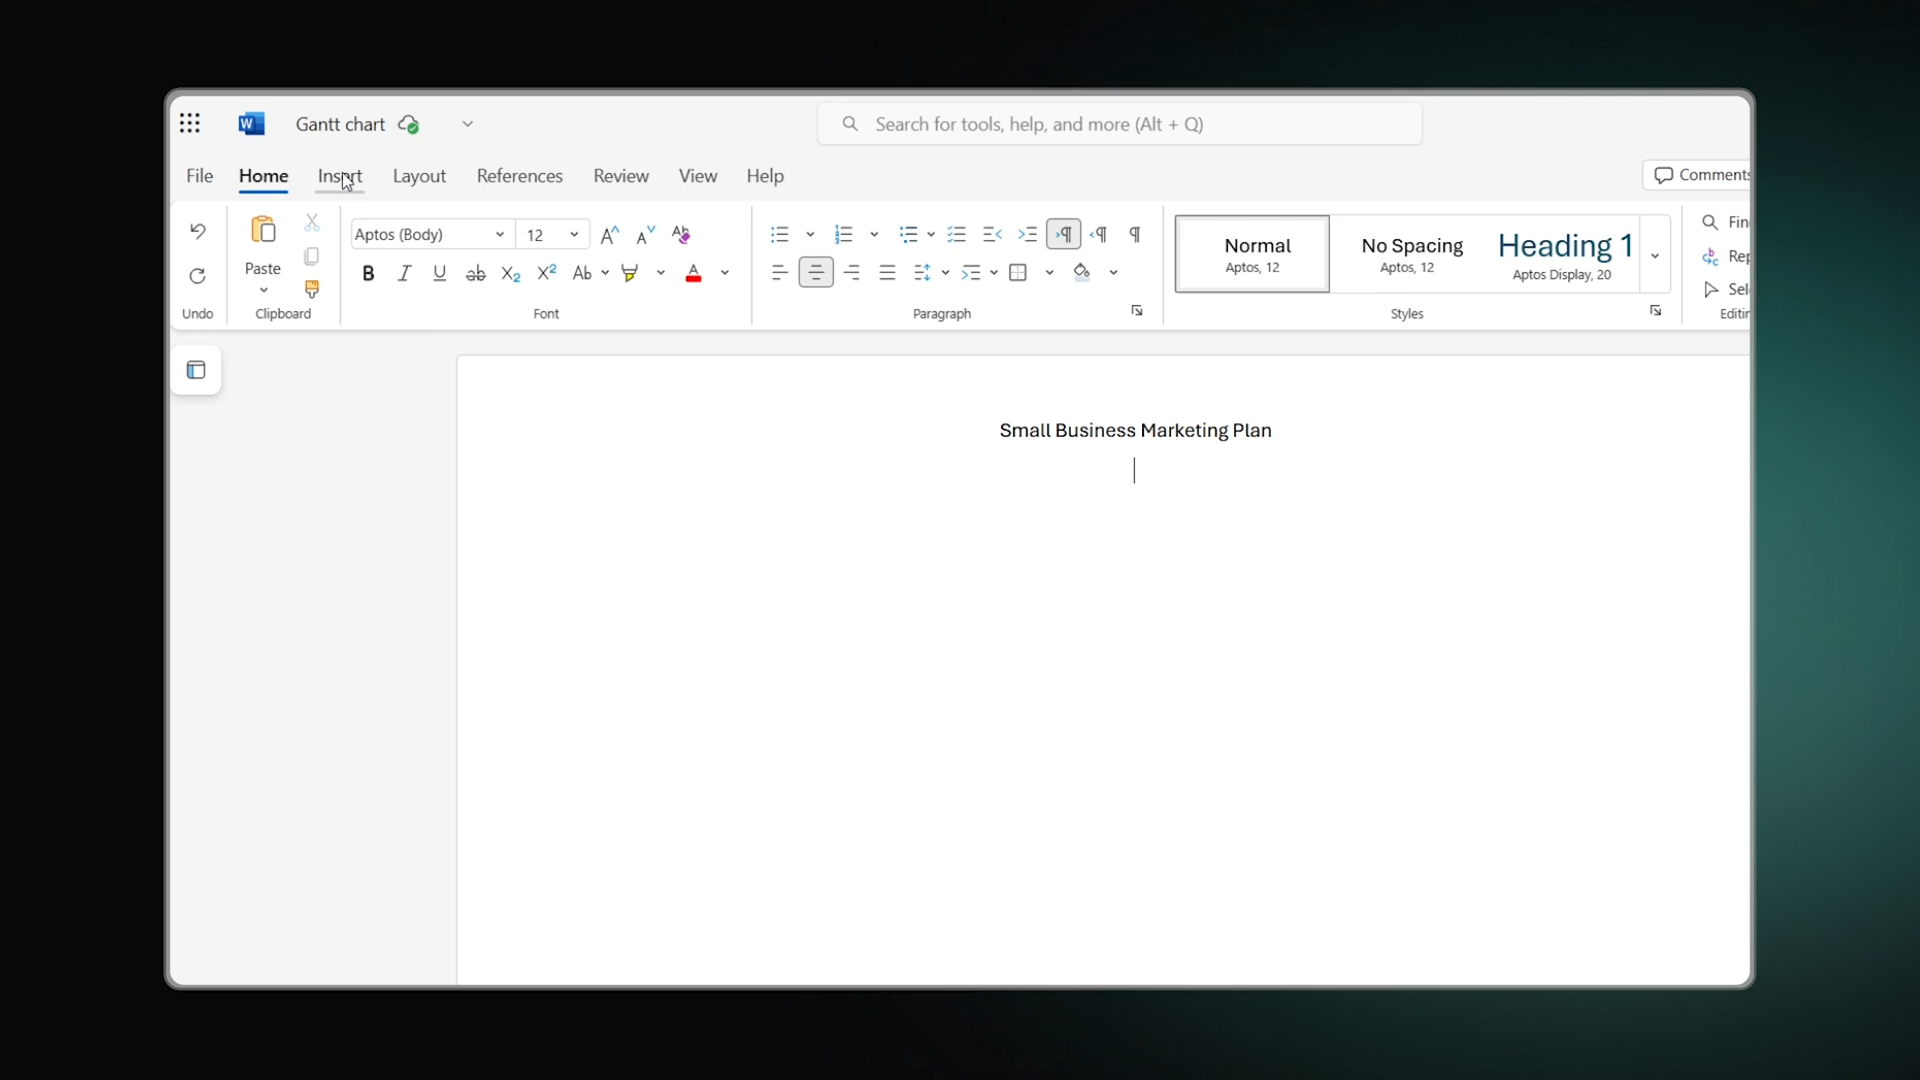 W Gantt chart
Search for tools, help, and more (Alt + Q)
File Home Insert Layout References Review View Help
Comments
Aptos (Body) 12
Paste
Normal
Aptos, 12
No Spacing
Aptos, 12
Heading 1
Aptos Display, 20
Undo Clipboard Font Paragraph Styles
Small Business Marketing Plan